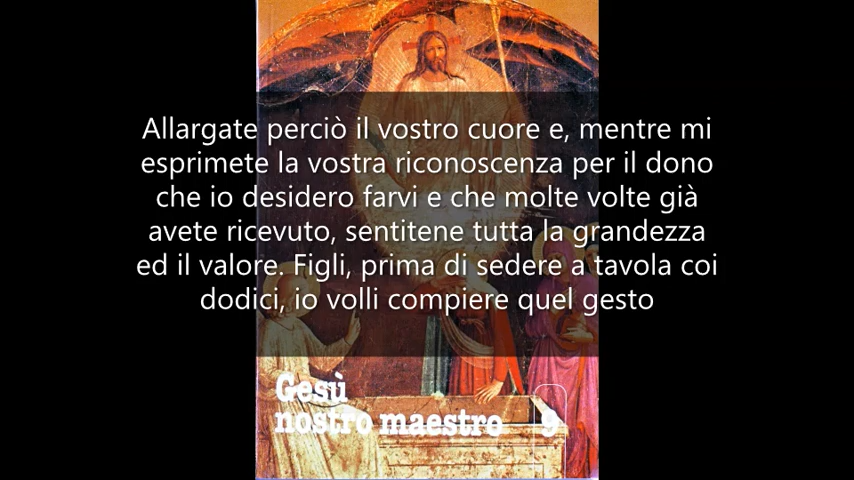 Allargate perciò il vostro cuore e, mentre mi
esprimete la vostra riconoscenza per il dono
che io desidero farvi e che molte volte già
avete ricevuto, sentitene tutta la grandezza
ed il valore. Figli, prima di sedere a tavola coi
dodici, io volli compiere quel gesto
Gesù
nostro maestro 9